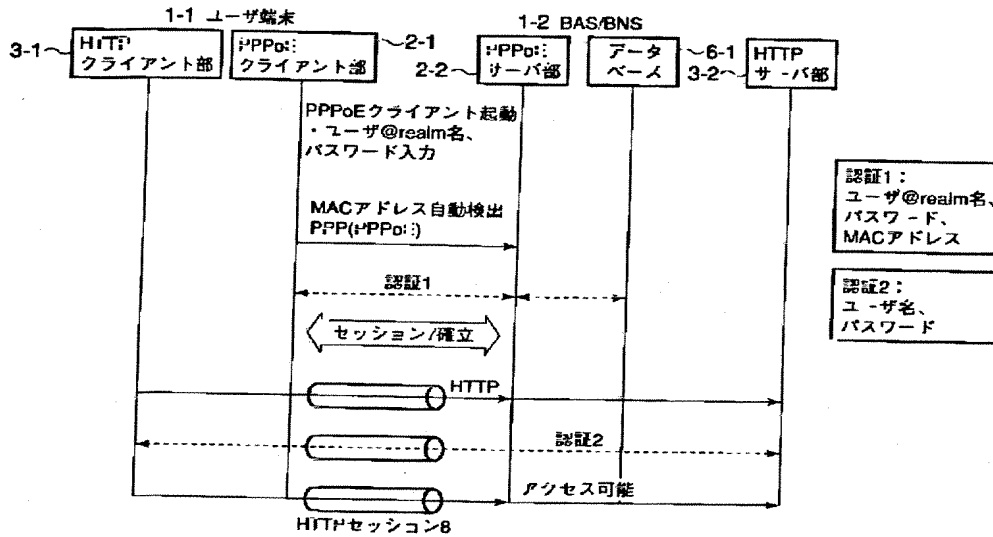 1-1 ユーザ端末
1-2 BAS/BNS
3-1
HTTP
クライアント部
PPPoE
クライアント部
2-1
PPPoE
サーバ部
2-2
データ
ベース
6-1
HTTP
サーバ部
3-2
PPPoEクライアント起動
・ユーザ@realm名、
パスワード入力
MACアドレス自動検出
PPP(PPPoE)
認証1
セッション/確立
HTTP
認証2
アクセス可能
HTTPセッション8
認証1：
ユーザ@realm名、
パスワード、
MACアドレス
認証2：
ユーザ名、
パスワード